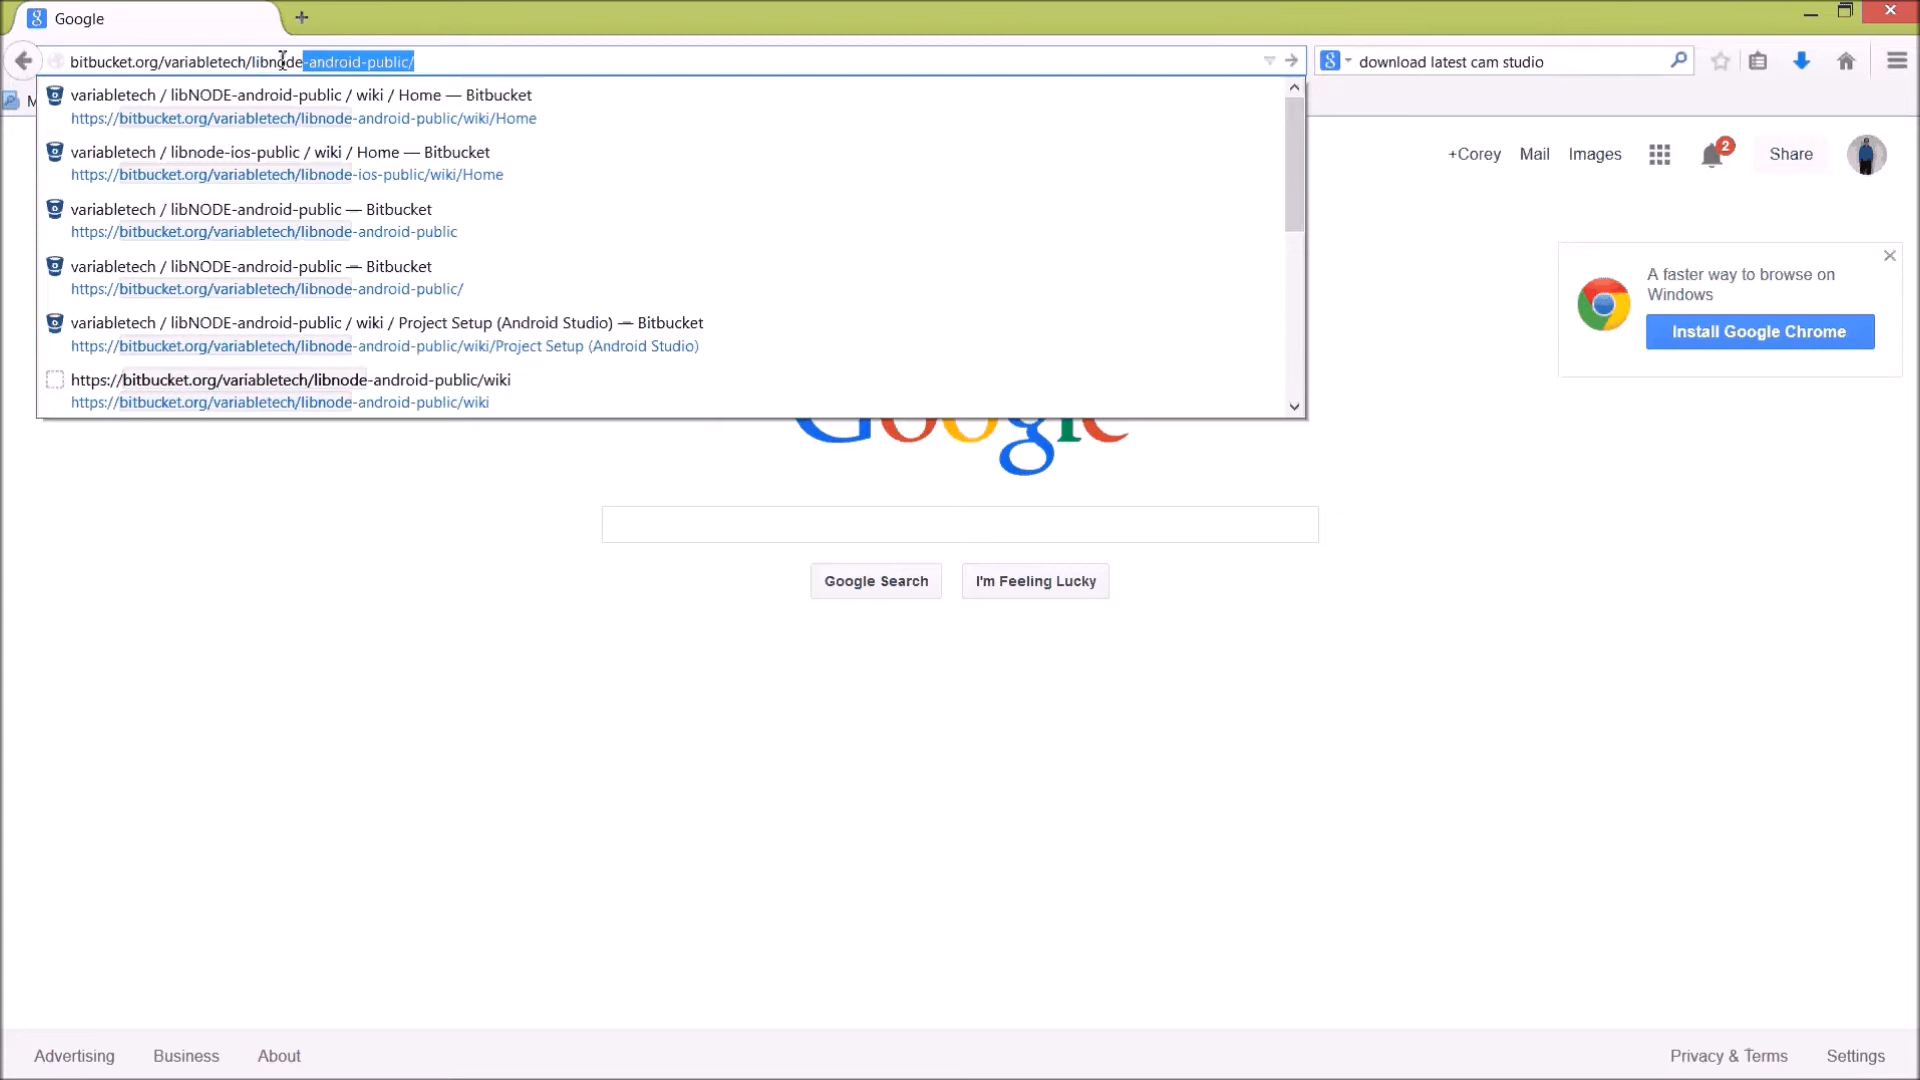 Google
bitbucket.org/variabletech/libnode-android-public/
download latest cam studio
M
variabletech / libNODE-android-public / wiki / Home — Bitbucket
https://bitbucket.org/variabletech/libnode-android-public/wiki/Home
variabletech / libnode-ios-public / wiki / Home — Bitbucket
https://bitbucket.org/variabletech/libnode-ios-public/wiki/Home
variabletech / libNODE-android-public — Bitbucket
https://bitbucket.org/variabletech/libnode-android-public
variabletech / libNODE-android-public — Bitbucket
https://bitbucket.org/variabletech/libnode-android-public/
variabletech / libNODE-android-public / wiki / Project Setup (Android Studio) — Bitbucket
https://bitbucket.org/variabletech/libnode-android-public/wiki/Project Setup (Android Studio)
https://bitbucket.org/variabletech/libnode-android-public/wiki
https://bitbucket.org/variabletech/libnode-android-public/wiki
+Corey Mail Images 2 Share
A faster way to browse on
Windows
Install Google Chrome
Google
Google Search I'm Feeling Lucky
Advertising Business About Privacy & Terms Settings